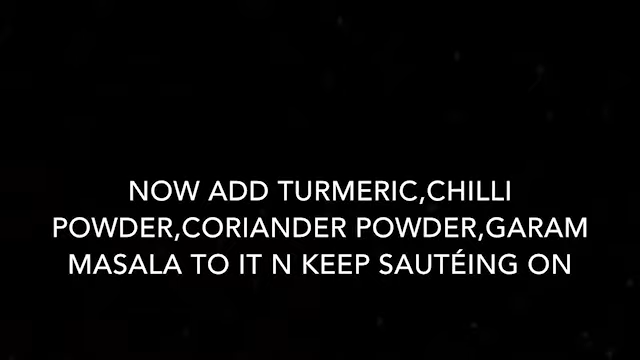 NOW ADD TURMERIC,CHILLI
POWDER,CORIANDER POWDER,GARAM
MASALA TO IT N KEEP SAUTÉING ON